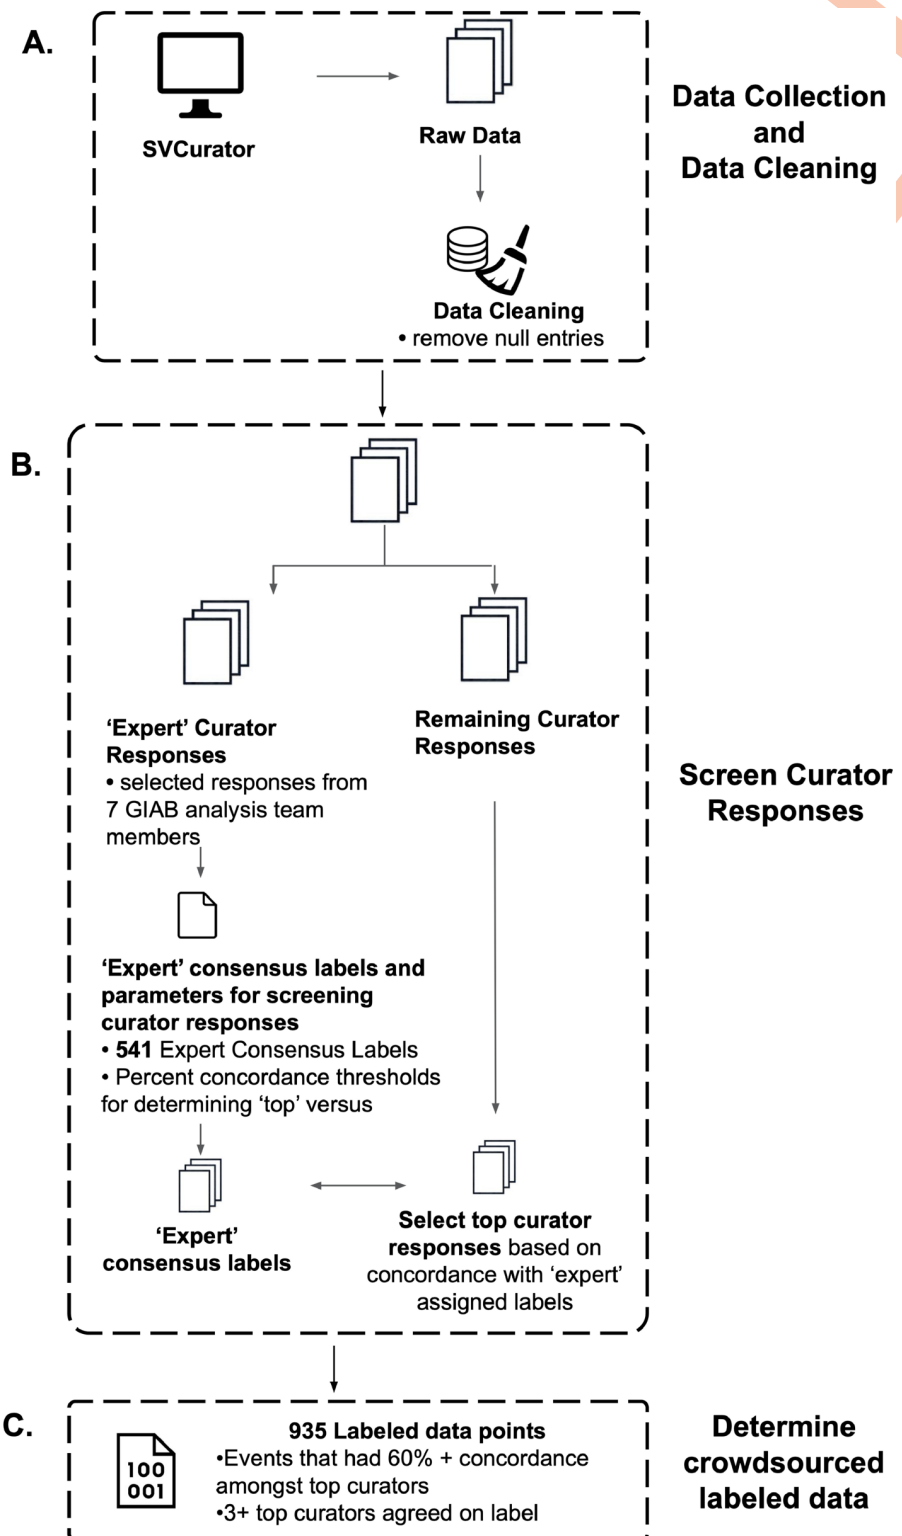 A.
SVCurator
Raw Data
Data Cleaning
• remove null entries
Data Collection
and
Data Cleaning
B.
‘Expert’ Curator
Responses
• selected responses from
7 GIAB analysis team
members
Remaining Curator
Responses
‘Expert’ consensus labels and
parameters for screening
curator responses
• 541 Expert Consensus Labels
• Percent concordance thresholds
for determining ‘top’ versus
‘Expert’
consensus labels
Select top curator
responses based on
concordance with ‘expert’
assigned labels
Screen Curator
Responses
C.
100
001
935 Labeled data points
•Events that had 60% + concordance
amongst top curators
•3+ top curators agreed on label
Determine
crowdsourced
labeled data